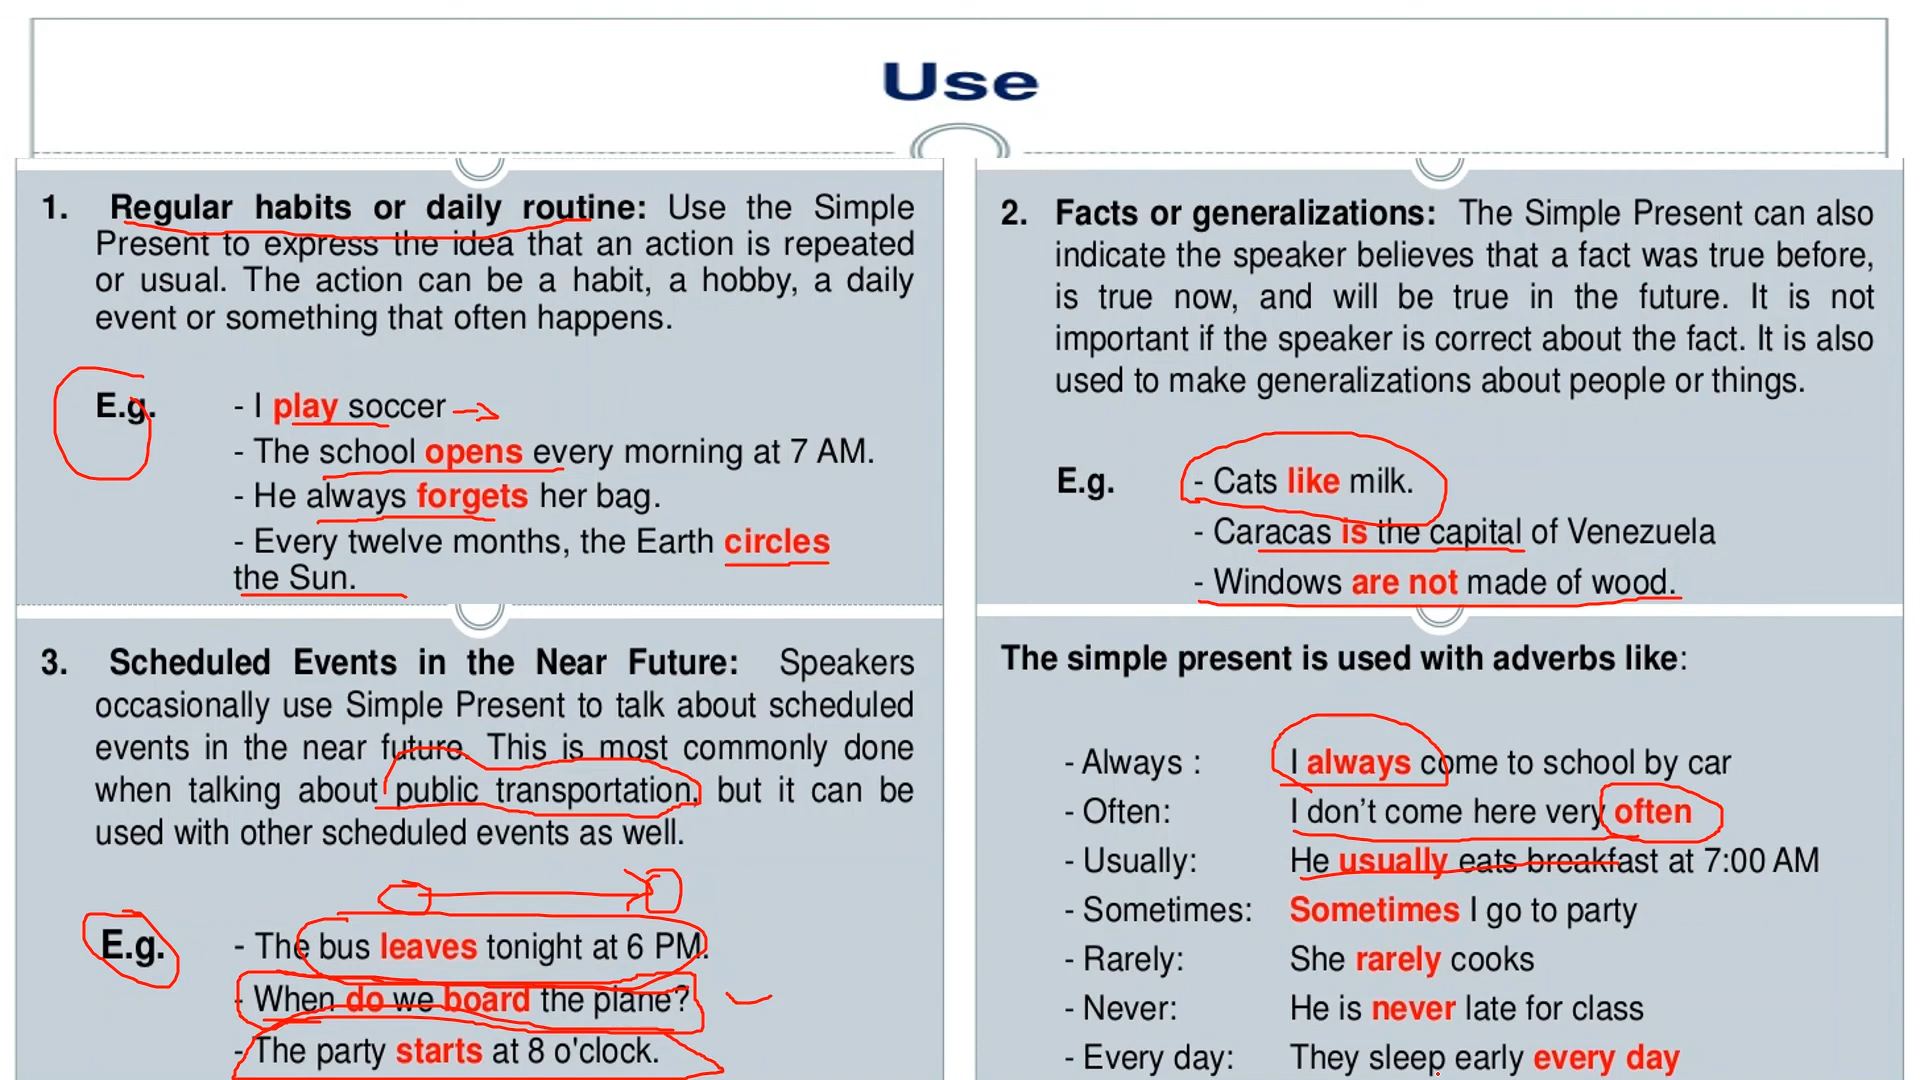 Use
1. Regular habits or daily routine: Use the Simple
Present to express the idea that an action is repeated
or usual. The action can be a habit, a hobby, a daily
event or something that often happens.
E.g. - I play soccer
- The school opens every morning at 7 AM.
- He always forgets her bag.
- Every twelve months, the Earth circles
the Sun.
2. Facts or generalizations: The Simple Present can also
indicate the speaker believes that a fact was true before,
is true now, and will be true in the future. It is not
important if the speaker is correct about the fact. It is also
used to make generalizations about people or things.
E.g. - Cats like milk.
- Caracas is the capital of Venezuela
- Windows are not made of wood.
3. Scheduled Events in the Near Future: Speakers
occasionally use Simple Present to talk about scheduled
events in the near future. This is most commonly done
when talking about public transportation, but it can be
used with other scheduled events as well.
E.g. - The bus leaves tonight at 6 PM.
- When do we board the plane?
- The party starts at 8 o'clock.
The simple present is used with adverbs like:
- Always : I always come to school by car
- Often: I don't come here very often
- Usually: He usually eats breakfast at 7:00 AM
- Sometimes: Sometimes I go to party
- Rarely: She rarely cooks
- Never: He is never late for class
- Every day: They sleep early every day